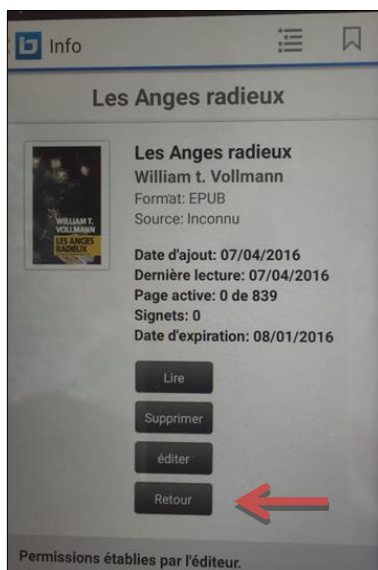 Info
Les Anges radieux
Les Anges radieux
William t. Vollmann
Format: EPUB
Source: Inconnu
WILLIAM T.
VOLLMANN
LES ANGES
RADIEUX
Date d'ajout: 07/04/2016
Dernière lecture: 07/04/2016
Page active: 0 de 839
Signets: 0
Date d'expiration: 08/01/2016
Lire
Supprimer
éditer
Retour
Permissions établies par l'éditeur.